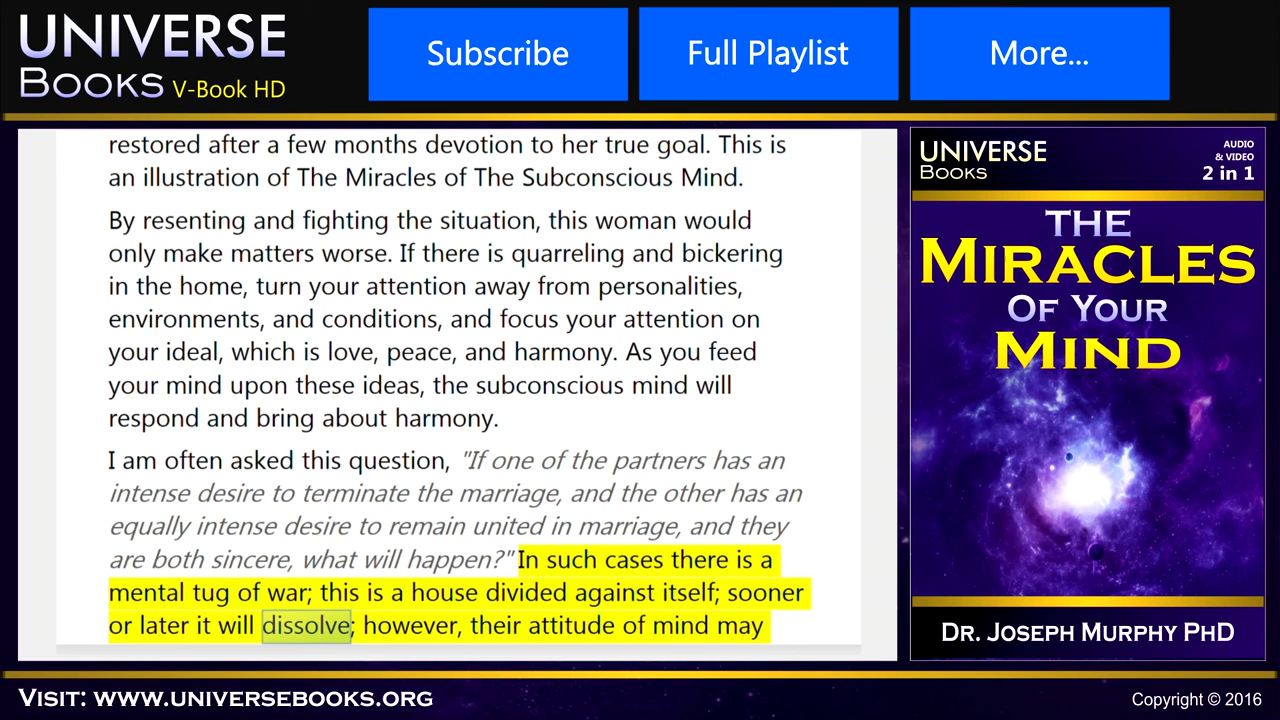 UNIVERSE
BOOKS V-Book HD
Subscribe
Full Playlist
More...
restored after a few months devotion to her true goal. This is
an illustration of The Miracles of The Subconscious Mind.
By resenting and fighting the situation, this woman would
only make matters worse. If there is quarreling and bickering
in the home, turn your attention away from personalities,
environments, and conditions, and focus your attention on
your ideal, which is love, peace, and harmony. As you feed
your mind upon these ideas, the subconscious mind will
respond and bring about harmony.
I am often asked this question, "If one of the partners has an
intense desire to terminate the marriage, and the other has an
equally intense desire to remain united in marriage, and they
are both sincere, what will happen?" In such cases there is a
mental tug of war; this is a house divided against itself; sooner
or later it will dissolve; however, their attitude of mind may
UNIVERSE
BOOKS
AUDIO
& VIDEO
2 in 1
THE
MIRACLES
OF YOUR
MIND
DR. JOSEPH MURPHY PHD
VISIT: WWW.UNIVERSEBOOKS.ORG
Copyright © 2016